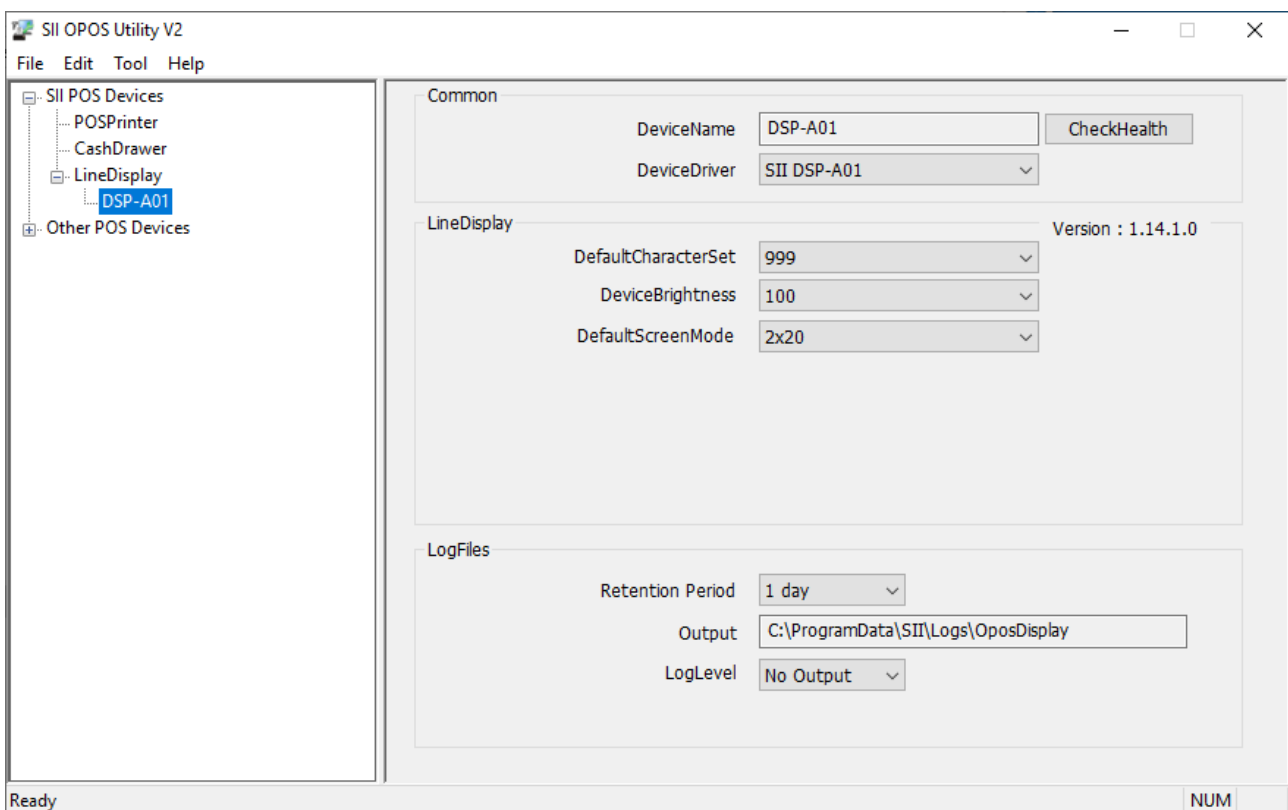 SII OPOS Utility V2
File Edit Tool Help
SII POS Devices
POSPrinter
CashDrawer
LineDisplay
DSP-A01
Other POS Devices
Common
DeviceName DSP-A01 CheckHealth
DeviceDriver SII DSP-A01
LineDisplay Version : 1.14.1.0
DefaultCharacterSet 999
DeviceBrightness 100
DefaultScreenMode 2x20
LogFiles
Retention Period 1 day
Output C:\ProgramData\SII\Logs\OposDisplay
LogLevel No Output
Ready NUM